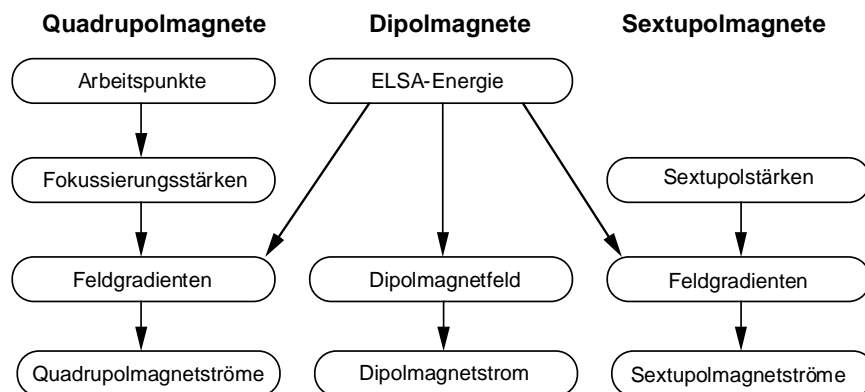 Quadrupolmagnete
Dipolmagnete
Sextupolmagnete
Arbeitspunkte
ELSA-Energie
Fokussierungsstärken
Sextupolstärken
Feldgradienten
Dipolmagnetfeld
Feldgradienten
Quadrupolmagnetströme
Dipolmagnetstrom
Sextupolmagnetströme